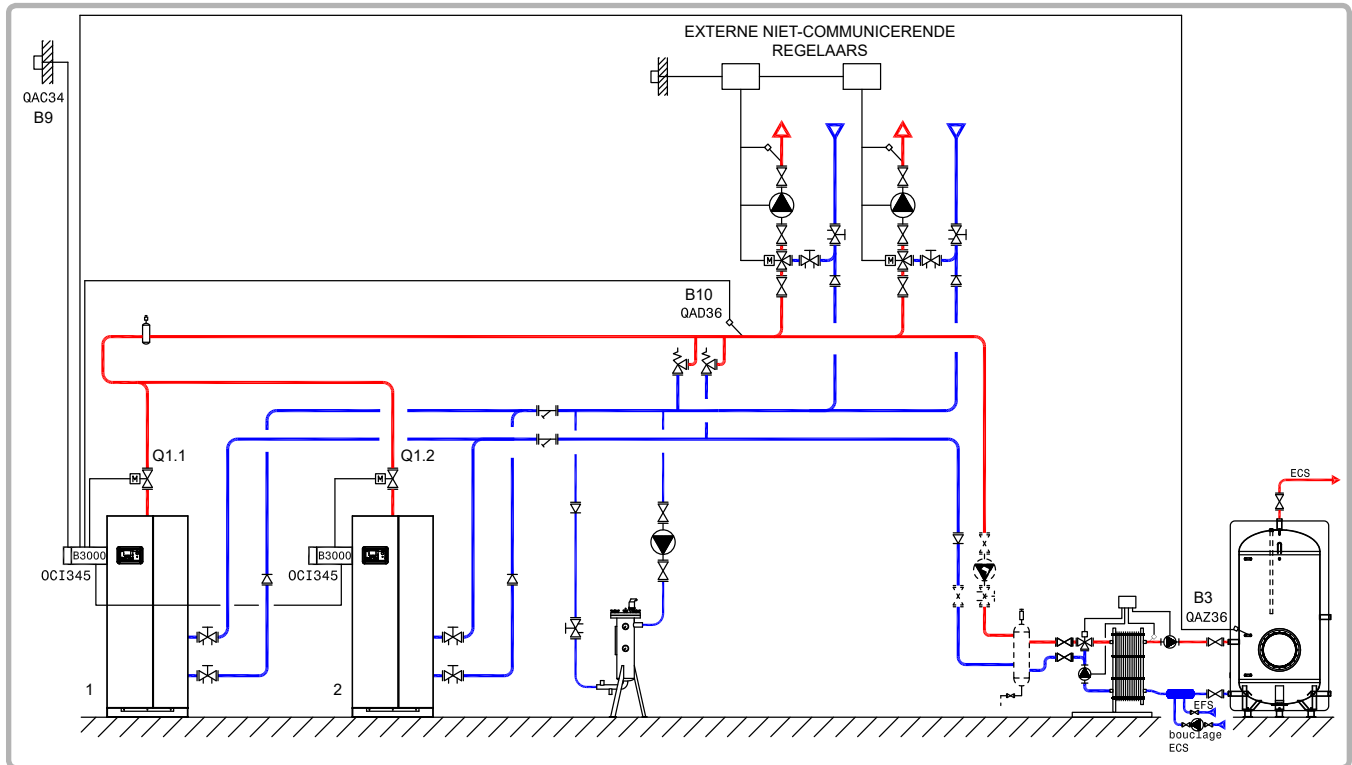 EXTERNE NIET-COMMUNICERENDE
REGELAARS
QAC34
B9
B10
QAD36
Q1.1
Q1.2
M
M
M
M
ECS
B3000
OCI345
B3000
OCI345
B3
QAZ36
1
2
EFS
bouclage
ECS